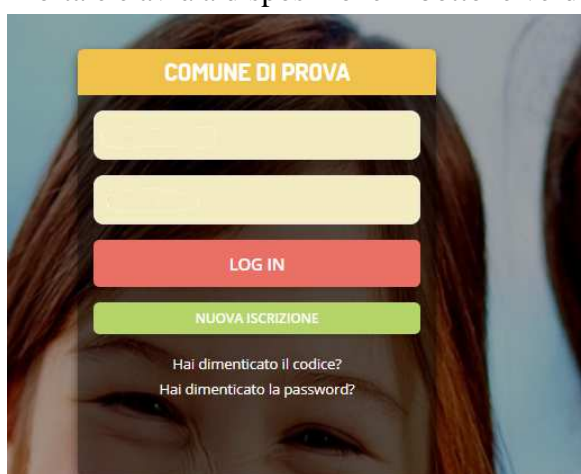 COMUNE DI PROVA
LOG IN
NUOVA ISCRIZIONE
Hai dimenticato il codice?
Hai dimenticato la password?